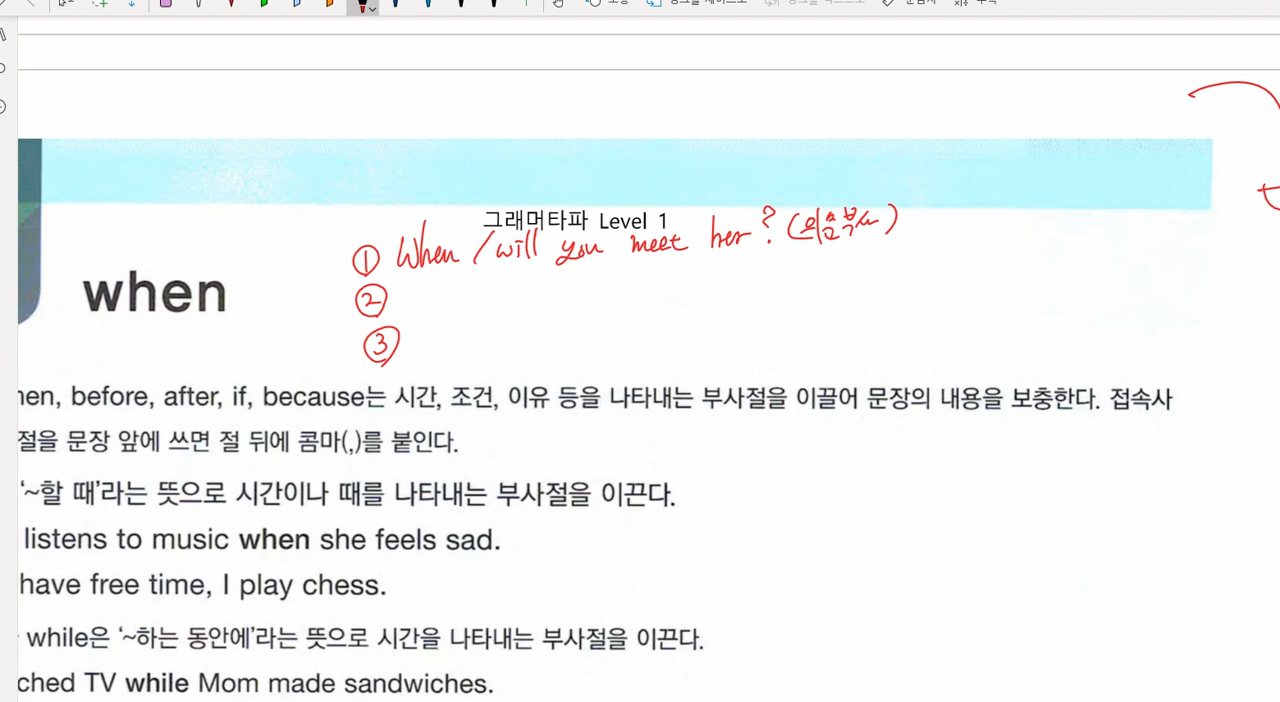 그래머타파 Level 1
① When / will you meet her? (의문부사)
②
when
③
hen, before, after, if, because는 시간, 조건, 이유 등을 나타내는 부사절을 이끌어 문장의 내용을 보충한다. 접속사
절을 문장 앞에 쓰면 절 뒤에 콤마(,)를 붙인다.
‘~할 때’라는 뜻으로 시간이나 때를 나타내는 부사절을 이끈다.
listens to music when she feels sad.
have free time, I play chess.
while은 ‘~하는 동안에’라는 뜻으로 시간을 나타내는 부사절을 이끈다.
ched TV while Mom made sandwiches.